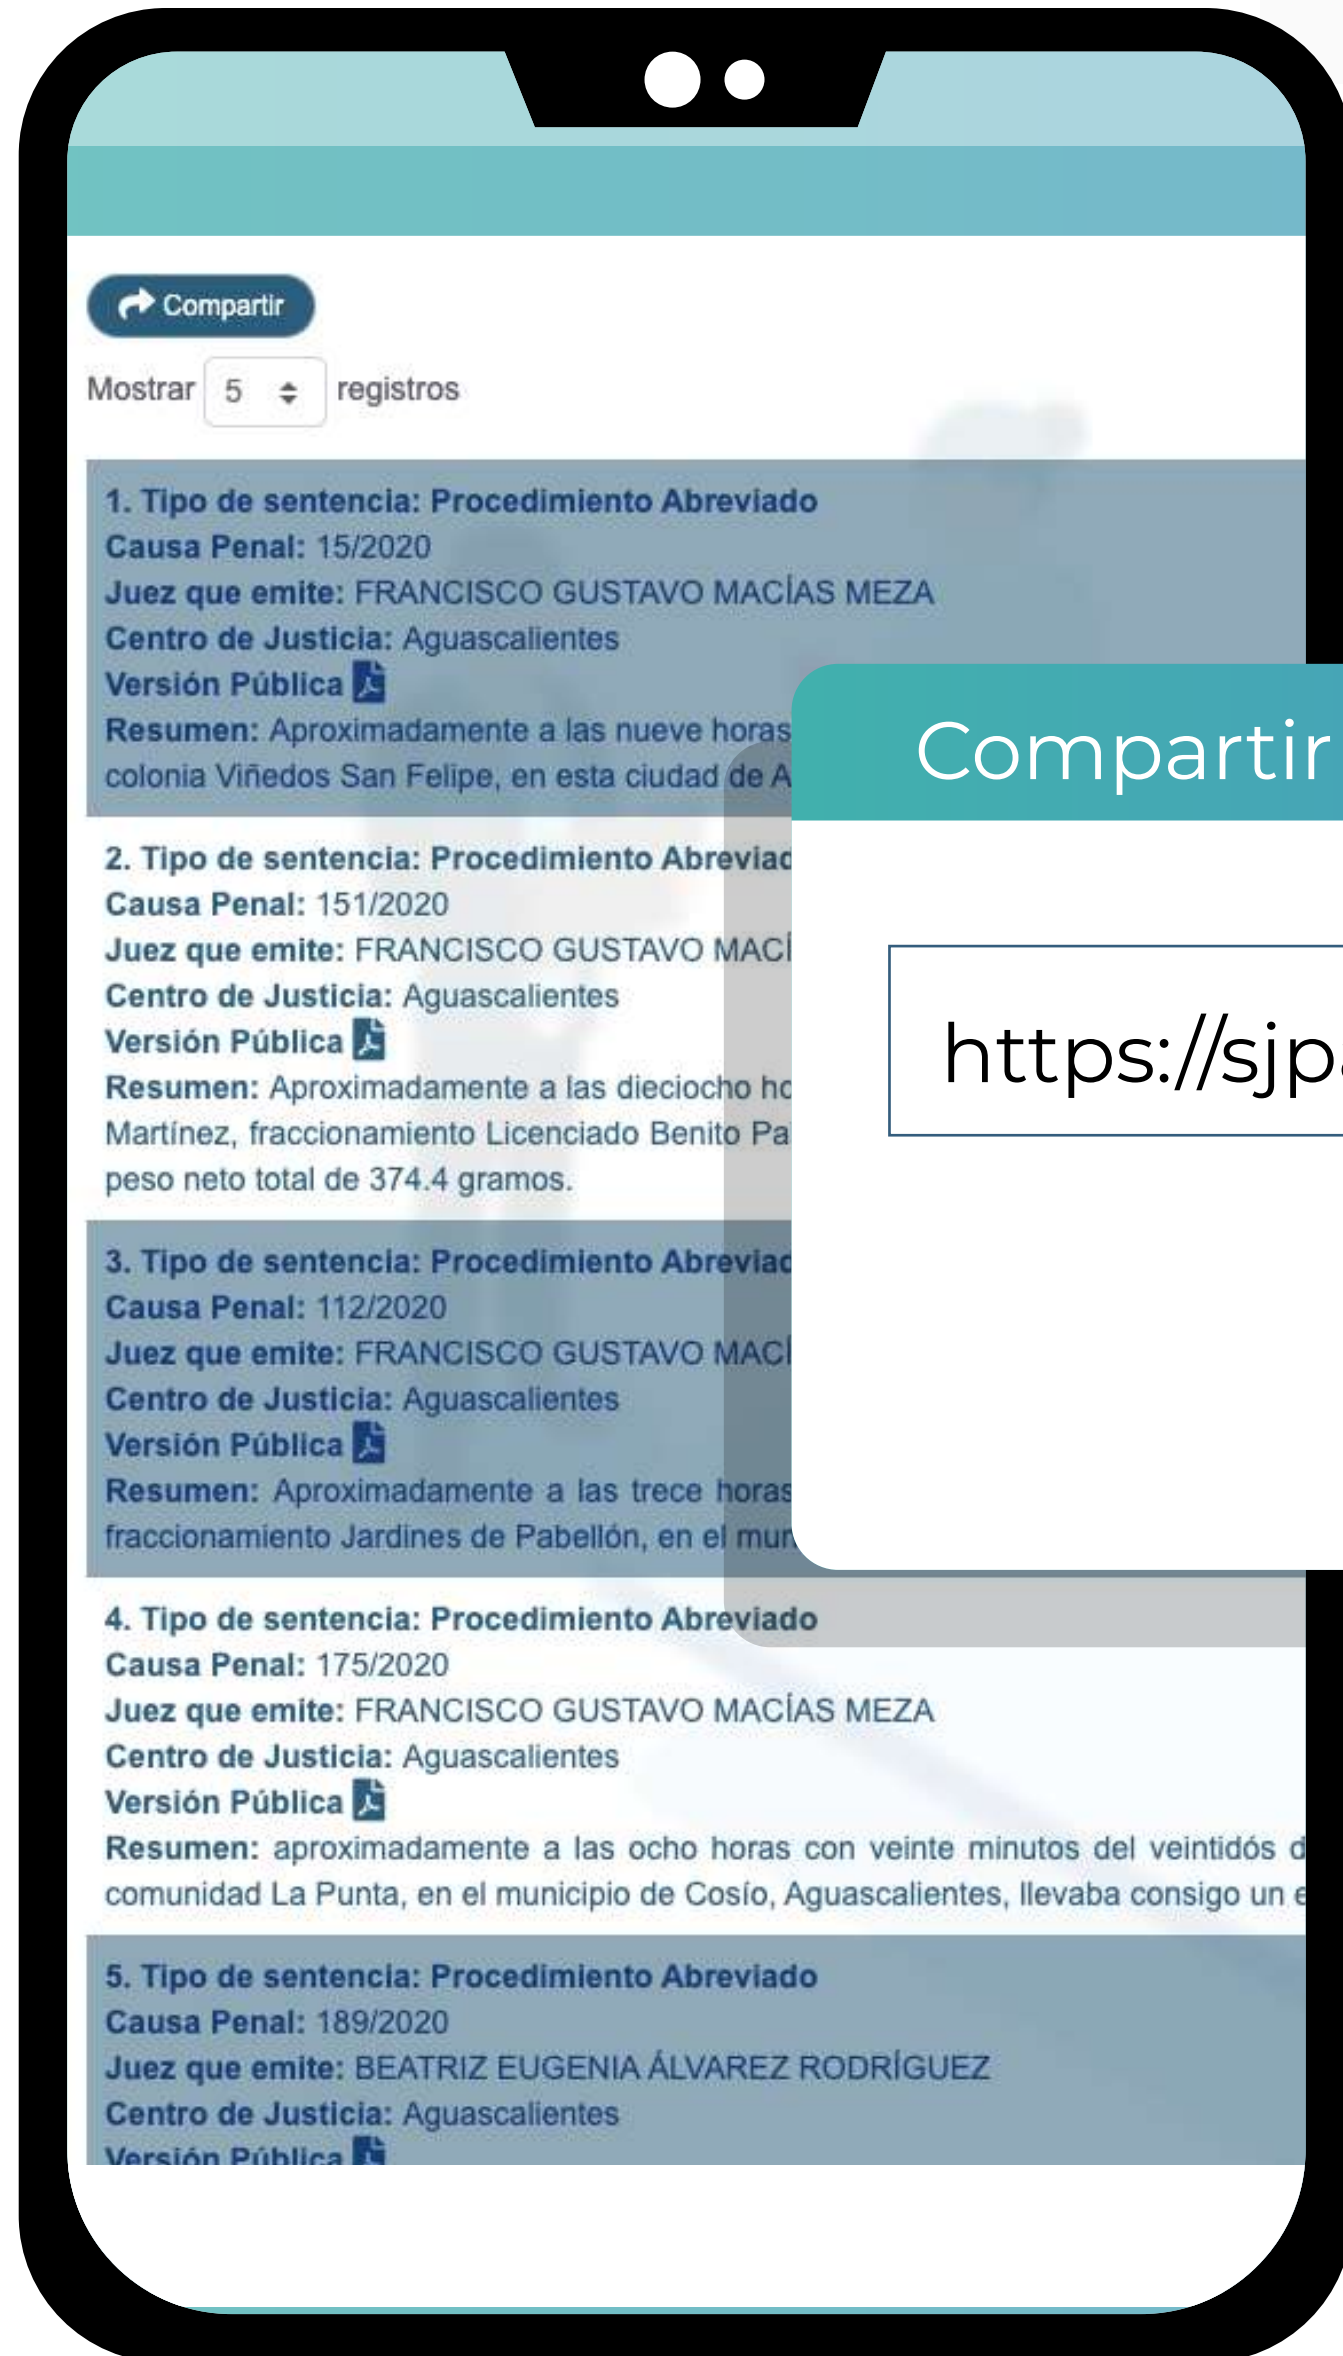 Compartir
Mostrar 5 registros
1. Tipo de sentencia: Procedimiento Abreviado
Causa Penal: 15/2020
Juez que emite: FRANCISCO GUSTAVO MACÍAS MEZA
Centro de Justicia: Aguascalientes
Versión Pública
Resumen: Aproximadamente a las nueve horas
colonia Viñedos San Felipe, en esta ciudad de A
2. Tipo de sentencia: Procedimiento Abreviad
Causa Penal: 151/2020
Juez que emite: FRANCISCO GUSTAVO MACÍ
Centro de Justicia: Aguascalientes
Versión Pública
Resumen: Aproximadamente a las dieciocho ho
Martínez, fraccionamiento Licenciado Benito Pa
peso neto total de 374.4 gramos.
3. Tipo de sentencia: Procedimiento Abreviad
Causa Penal: 112/2020
Juez que emite: FRANCISCO GUSTAVO MACÍ
Centro de Justicia: Aguascalientes
Versión Pública
Resumen: Aproximadamente a las trece horas
fraccionamiento Jardines de Pabellón, en el mun
4. Tipo de sentencia: Procedimiento Abreviado
Causa Penal: 175/2020
Juez que emite: FRANCISCO GUSTAVO MACÍAS MEZA
Centro de Justicia: Aguascalientes
Versión Pública
Resumen: aproximadamente a las ocho horas con veinte minutos del veintidós d
comunidad La Punta, en el municipio de Cosío, Aguascalientes, llevaba consigo un e
5. Tipo de sentencia: Procedimiento Abreviado
Causa Penal: 189/2020
Juez que emite: BEATRIZ EUGENIA ÁLVAREZ RODRÍGUEZ
Centro de Justicia: Aguascalientes
Versión Pública
Compartir
https://sjp